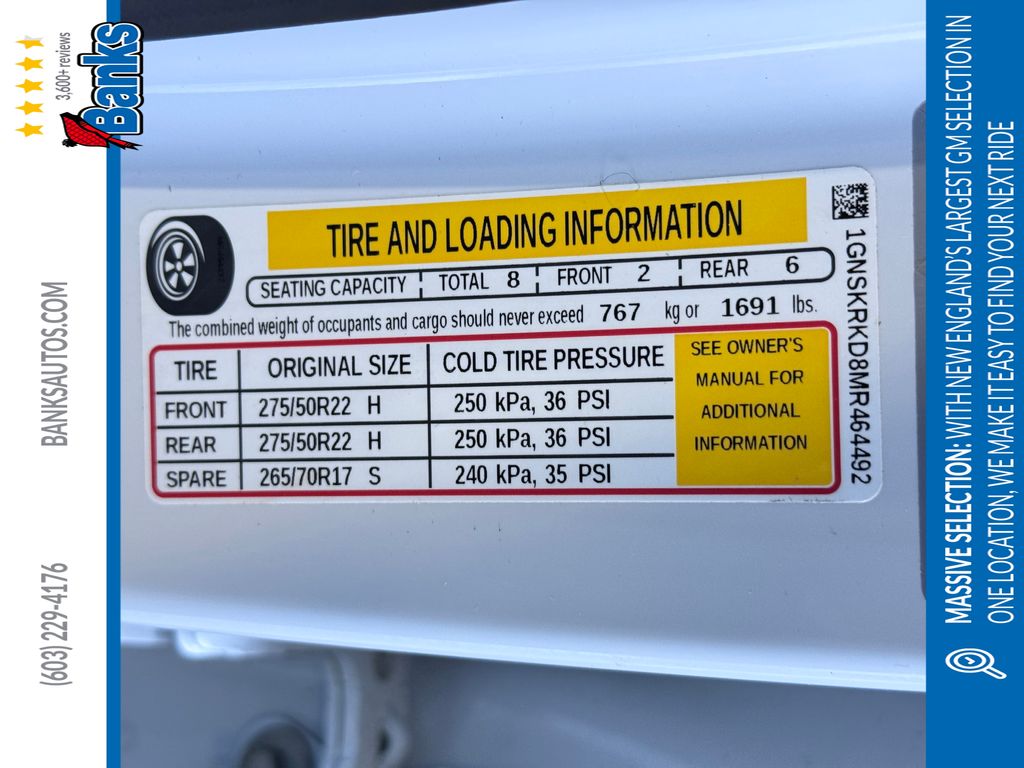 TIRE AND LOADING INFORMATION
SEATING CAPACITY TOTAL 8 FRONT 2 REAR 6
The combined weight of occupants and cargo should never exceed 767 kg or 1691 lbs.
TIRE ORIGINAL SIZE COLD TIRE PRESSURE
FRONT 275/50R22 H 250 kPa, 36 PSI
REAR 275/50R22 H 250 kPa, 36 PSI
SPARE 265/70R17 S 240 kPa, 35 PSI
SEE OWNER'S
MANUAL FOR
ADDITIONAL
INFORMATION
1GNSKRKD8MR464492
Banks
3,600+ reviews
BANKSAUTOS.COM
(603) 229-4176
MASSIVE SELECTION: WITH NEW ENGLAND'S LARGEST GM SELECTION IN
ONE LOCATION, WE MAKE IT EASY TO FIND YOUR NEXT RIDE